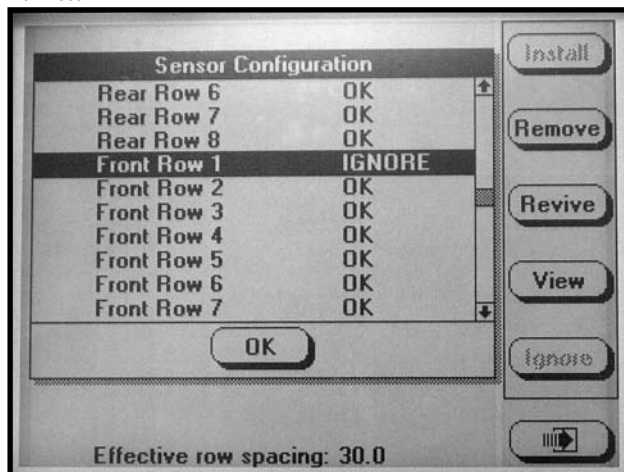 Sensor Configuration
Rear Row 6 OK
Rear Row 7 OK
Rear Row 8 OK
Front Row 1 IGNORE
Front Row 2 OK
Front Row 3 OK
Front Row 4 OK
Front Row 5 OK
Front Row 6 OK
Front Row 7 OK
OK
Effective row spacing: 30.0
Install
Remove
Revive
View
Ignore